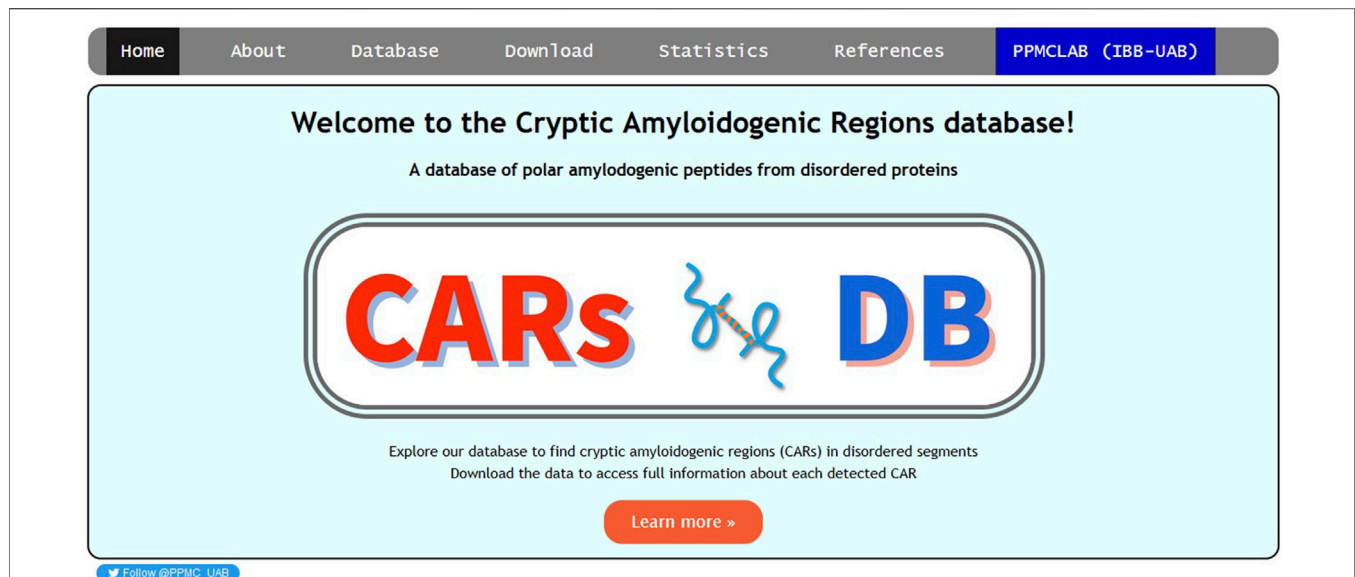 Home About Database Download Statistics References PPMCLAB (IBB-UAB)
Welcome to the Cryptic Amyloidogenic Regions database!
A database of polar amylodogenic peptides from disordered proteins
CARs DB
Explore our database to find cryptic amyloidogenic regions (CARs) in disordered segments
Download the data to access full information about each detected CAR
Learn more »
Follow @PPMC_UAB